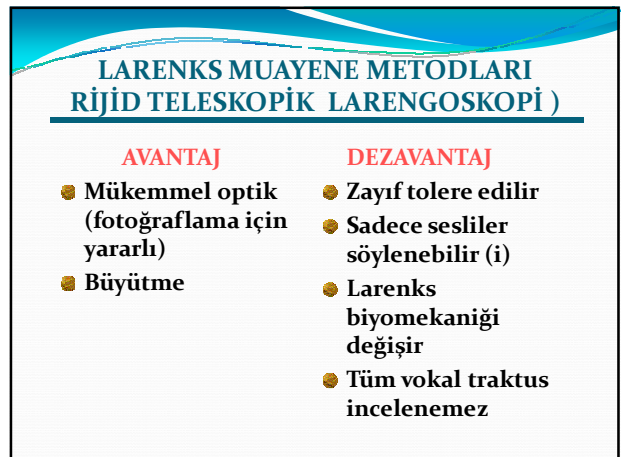 LARENKS MUAYENE METODLARI
RİJİD TELESKOPİK LARENGOSKOPİ )
AVANTAJ
Mükemmel optik
(fotoğraflama için
yararlı)
Büyütme
DEZAVANTAJ
Zayıf tolere edilir
Sadece sesliler
söylenebilir (i)
Larenks
biyomekaniği
değişir
Tüm vokal traktus
incelenemez